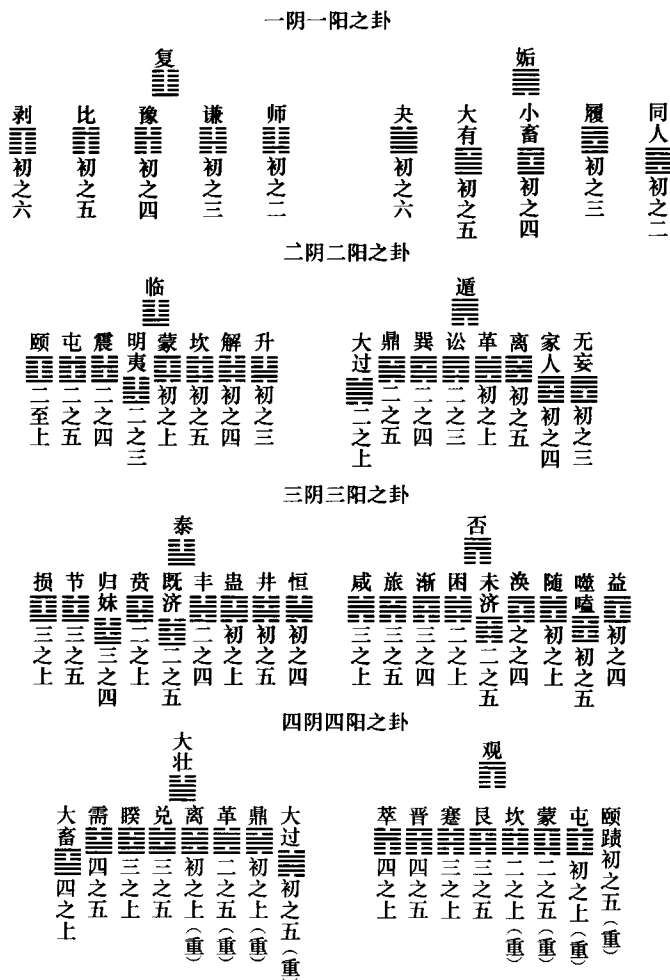 一阴一阳之卦
姤
同人初之二
履初之三
小畜初之四
大有初之五
夬初之六
复
师初之二
谦初之三
豫初之四
比初之五
剥初之六
二阴二阳之卦
遁
无妄初之三
家人初之四
离初之五
革初之上
讼二之三
巽二之四
鼎二之五
大过二之上
临
升初之三
解初之四
坎初之五
蒙初之上
明夷二之三
震二之四
屯二之五
颐二至上
三阴三阳之卦
否
益初之四
噬嗑初之五
随初之上
涣之之四
未济二之五
困二之上
渐三之四
旅三之五
咸三之上
泰
恒初之四
井初之五
蛊初之上
丰二之四
既济二之五
贲二之上
归妹三之四
节三之五
损三之上
四阴四阳之卦
观
颐蹟初之五（重）
屯初之上（重）
蒙二之五（重）
坎二之上（重）
艮三之五
蹇三之上
晋四之五
萃四之上
大壮
大过初之五（重
鼎初之上（重）
革二之五（重）
离初之上（重）
兑三之五
睽三之上
需四之五
大畜四之上